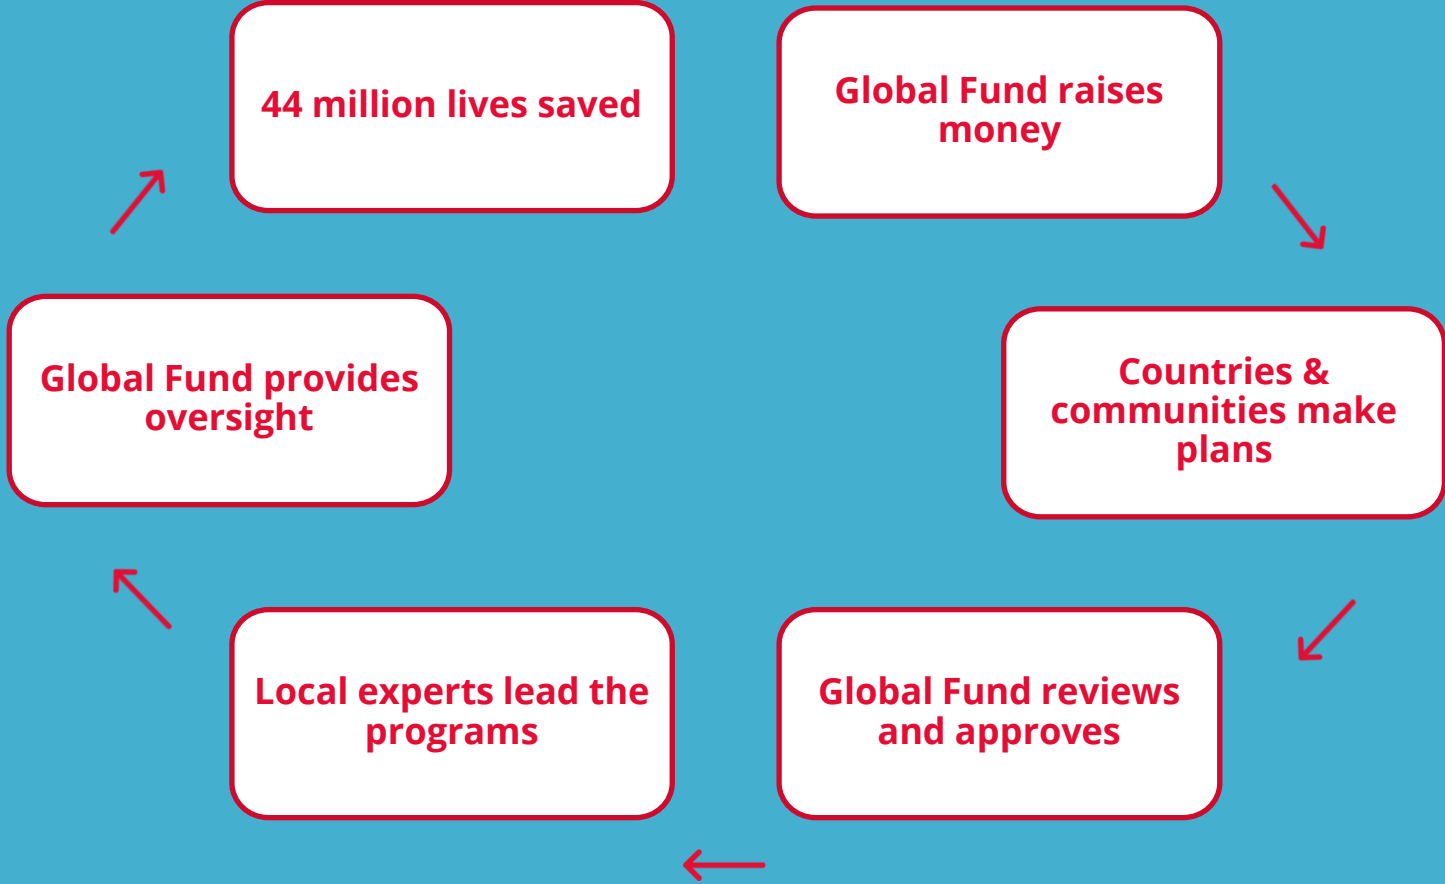 44 million lives saved
Global Fund raises
money
Countries &
communities make
plans
Global Fund reviews
and approves
Local experts lead the
programs
Global Fund provides
oversight